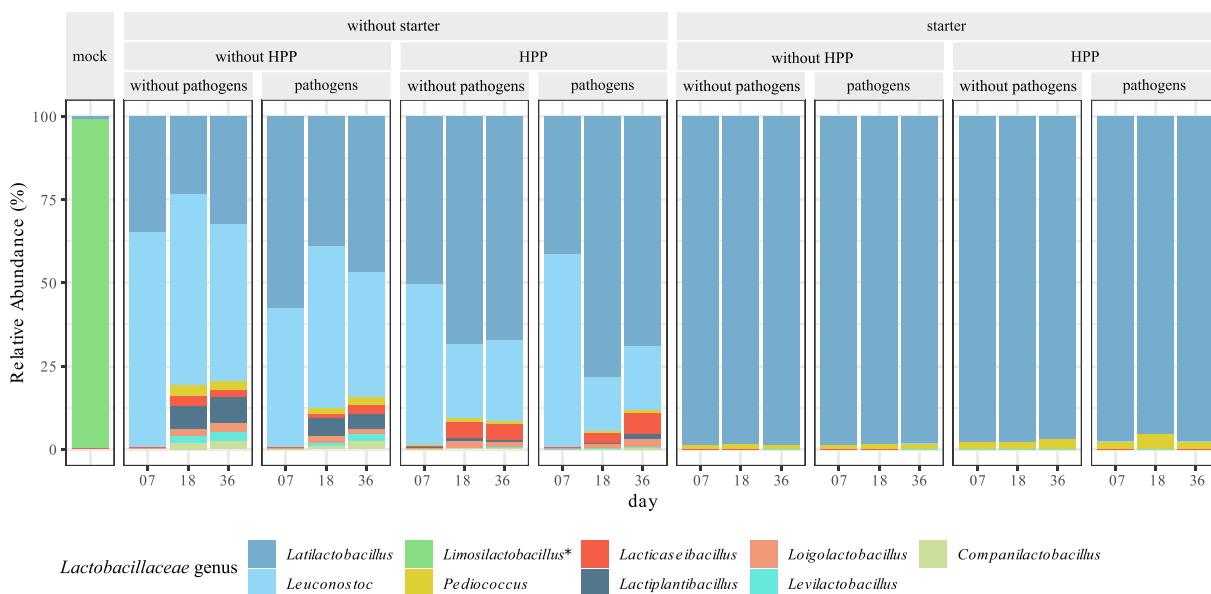 without starter
starter
mock
without HPP
HPP
without HPP
HPP
without pathogens
pathogens
without pathogens
pathogens
without pathogens
pathogens
without pathogens
pathogens
Relative Abundance (%)
100
75
50
25
0
07 18 36 07 18 36 07 18 36 07 18 36 07 18 36 07 18 36 07 18 36 07 18 36
day
Lactobacillaceae genus
Latilactobacillus
Limosilactobacillus*
Lacticaseibacillus
Loigolactobacillus
Companilactobacillus
Leuconostoc
Pediococcus
Lactiplantibacillus
Levilactobacillus